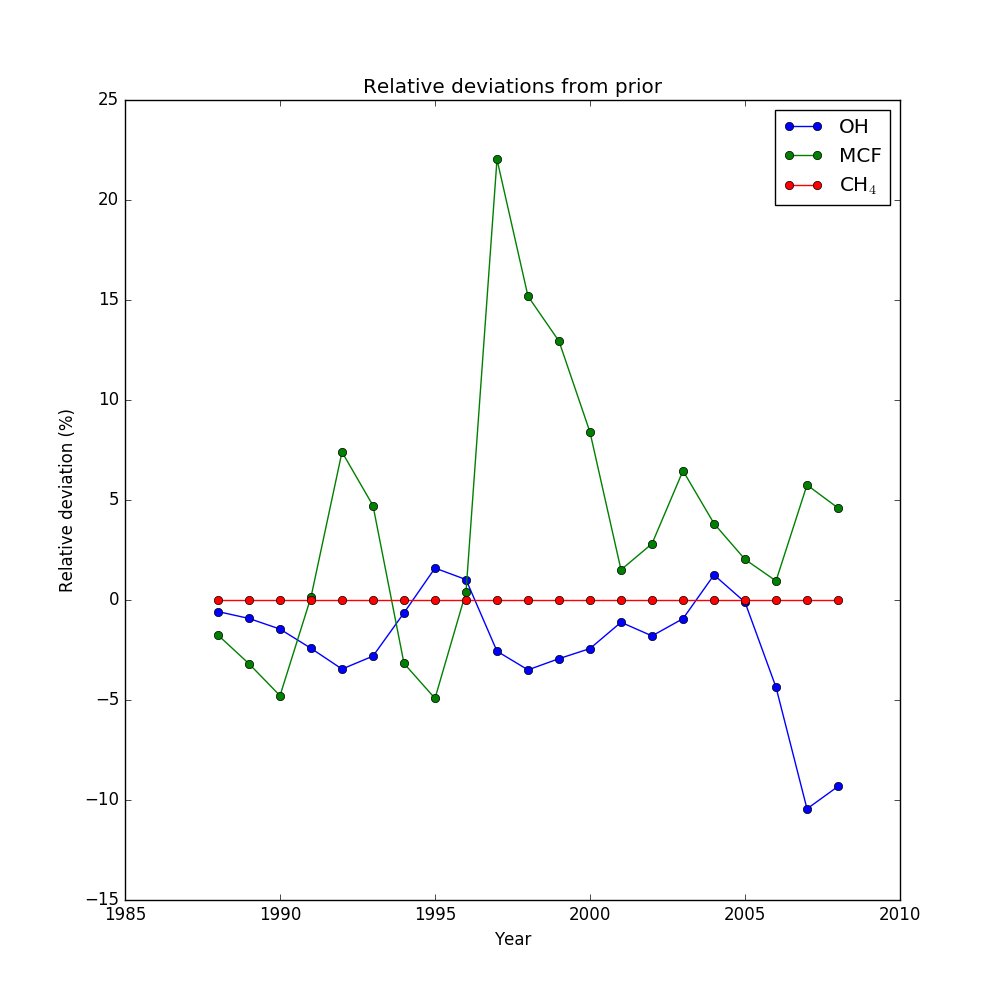 Relative deviations from prior
25
20
15
10
5
0
−5
−10
−15
Relative deviation (%)
OH
MCF
CH₄
1985 1990 1995 2000 2005 2010
Year